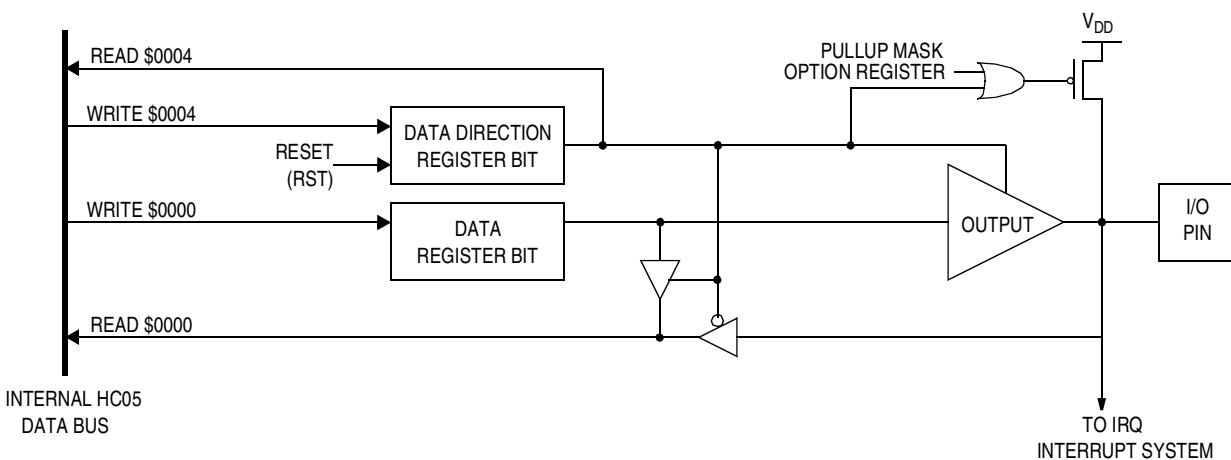 V_DD
READ $0004
PULLUP MASK
OPTION REGISTER
WRITE $0004
DATA DIRECTION
REGISTER BIT
RESET
(RST)
WRITE $0000
DATA
REGISTER BIT
OUTPUT
I/O
PIN
READ $0000
INTERNAL HC05
DATA BUS
TO IRQ
INTERRUPT SYSTEM